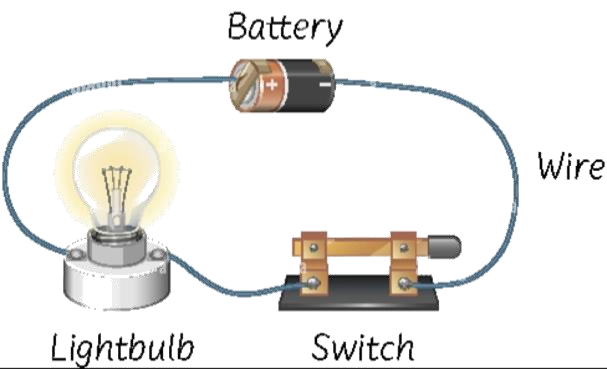 Battery
+ −
Wire
Lightbulb
Switch